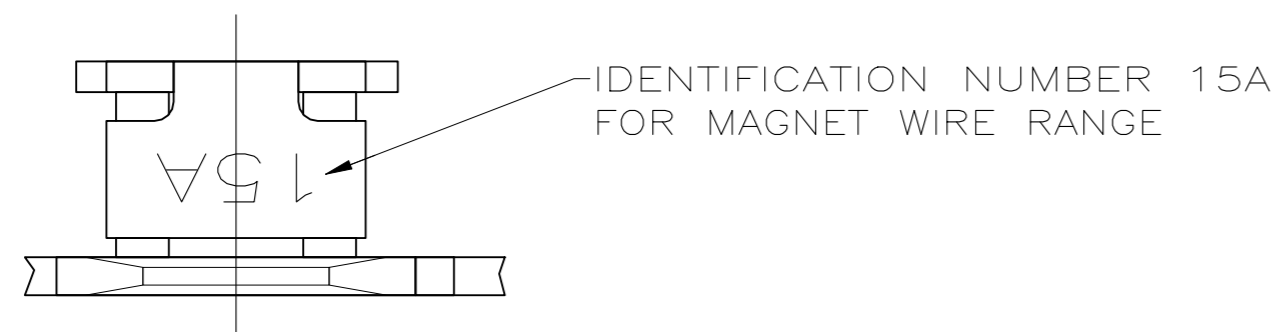 IDENTIFICATION NUMBER 15A
FOR MAGNET WIRE RANGE
15A